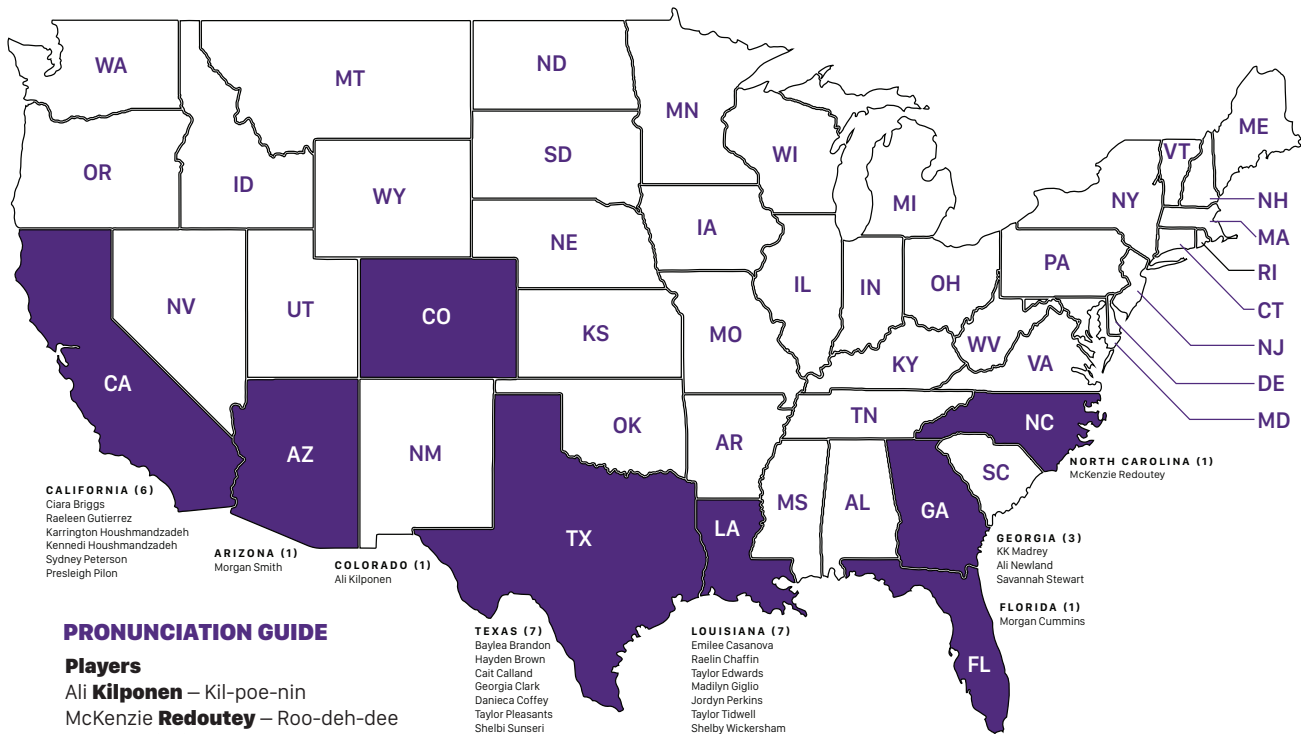 WA
MT
ND
MN
OR
ID
WY
SD
WI
MI
NY
VT
ME
NH
MA
RI
CT
NJ
DE
MD
NV
UT
CO
NE
IA
KS
MO
IL
IN
OH
PA
WV
VA
KY
CA
AZ
NM
OK
AR
TN
NC
SC
TX
LA
MS
AL
GA
FL
CALIFORNIA (6)
Ciara Briggs
Raeleen Gutierrez
Karrington Houshmandzadeh
Kennedi Houshmandzadeh
Sydney Peterson
Presleigh Pilon
ARIZONA (1)
Morgan Smith
COLORADO (1)
Ali Kilponen
TEXAS (7)
Baylea Brandon
Hayden Brown
Cait Calland
Georgia Clark
Danieca Coffey
Taylor Pleasants
Shelbi Sunseri
LOUISIANA (7)
Emilee Casanova
Raelin Chaffin
Taylor Edwards
Madilyn Giglio
Jordyn Perkins
Taylor Tidwell
Shelby Wickersham
NORTH CAROLINA (1)
McKenzie Redoutey
GEORGIA (3)
KK Madrey
Ali Newland
Savannah Stewart
FLORIDA (1)
Morgan Cummins
PRONUNCIATION GUIDE
Players
Ali Kilponen – Kil-poe-nin
McKenzie Redoutey – Roo-deh-dee